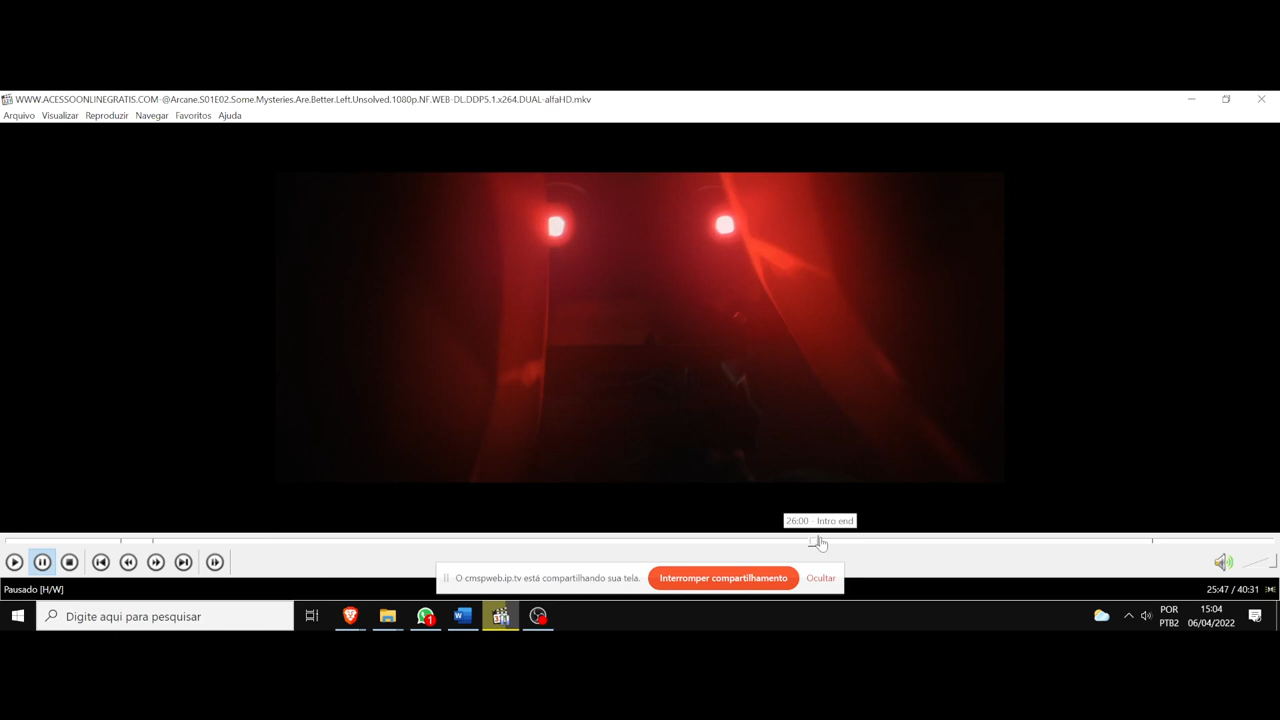 WWW.ACESSOONLINEGRATIS.COM-@Arcane.S01E02.Some.Mysteries.Are.Better.Left.Unsolved.1080p.NF.WEB-DL.DDP5.1.x264.DUAL-alfaHD.mkv
Arquivo Visualizar Reproduzir Navegar Favoritos Ajuda
26:00 - Intro end
O cmspweb.ip.tv está compartilhando sua tela. Interromper compartilhamento Ocultar
Pausado [H/W] 25:47 / 40:31
Digite aqui para pesquisar 1 W POR 15:04
PTB2 06/04/2022